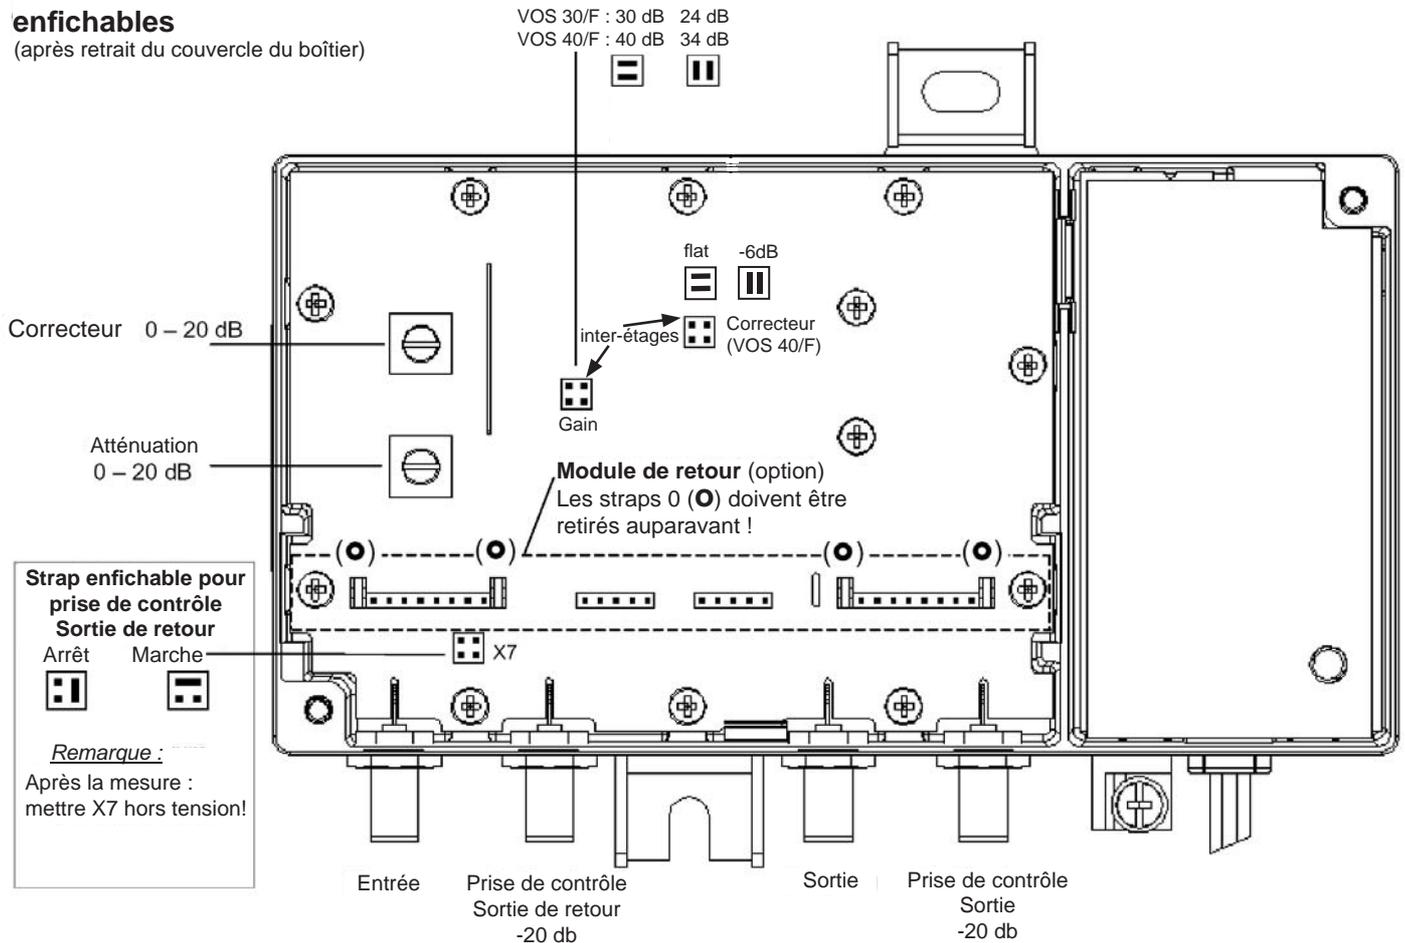 enfichables
(après retrait du couvercle du boîtier)
VOS 30/F : 30 dB 24 dB
VOS 40/F : 40 dB 34 dB
flat -6dB
Correcteur 0 – 20 dB
inter-étages
Correcteur
(VOS 40/F)
Gain
Atténuation
0 – 20 dB
Module de retour (option)
Les straps 0 (O) doivent être
retirés auparavant !
(O) (O) (O) (O)
Strap enfichable pour
prise de contrôle
Sortie de retour
Arrêt Marche
X7
Remarque :
Après la mesure :
mettre X7 hors tension!
Entrée
Prise de contrôle
Sortie de retour
-20 db
Sortie
Prise de contrôle
Sortie
-20 db